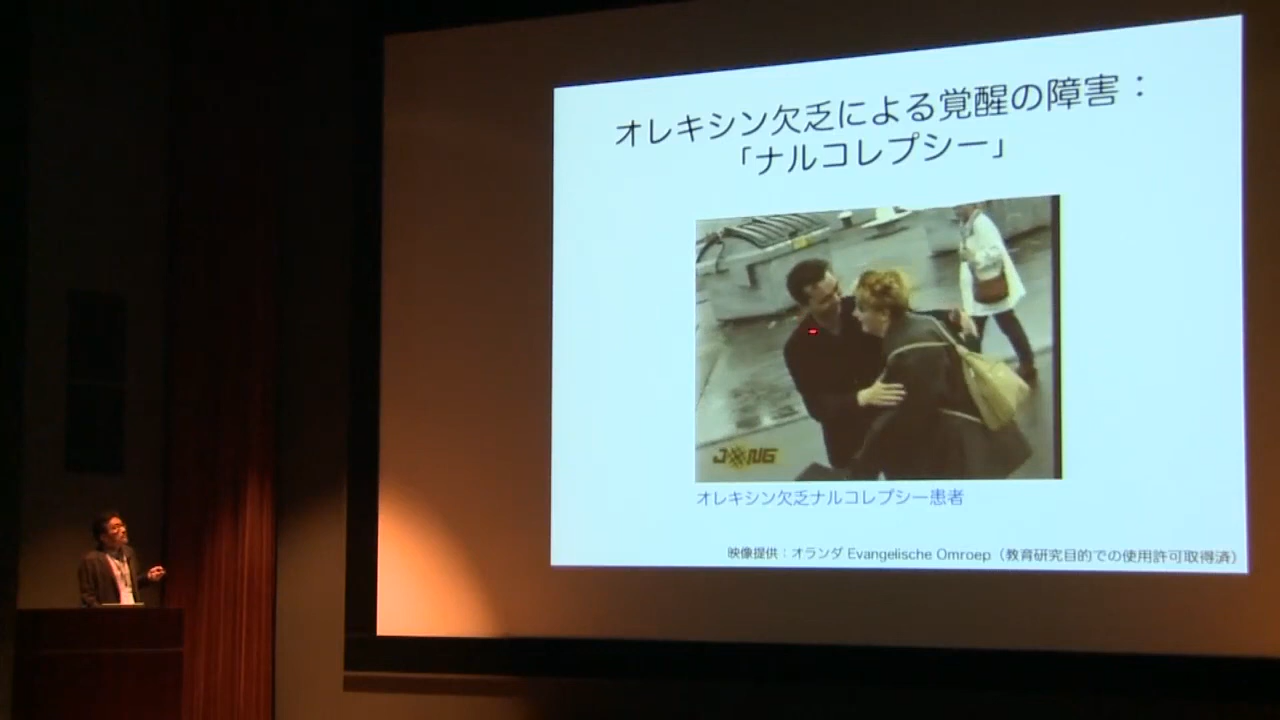 オレキシン欠乏による覚醒の障害：
「ナルコレプシー」
JONG
オレキシン欠乏ナルコレプシー患者
映像提供：オランダ Evangelische Omroep（教育研究目的での使用許可取得済）